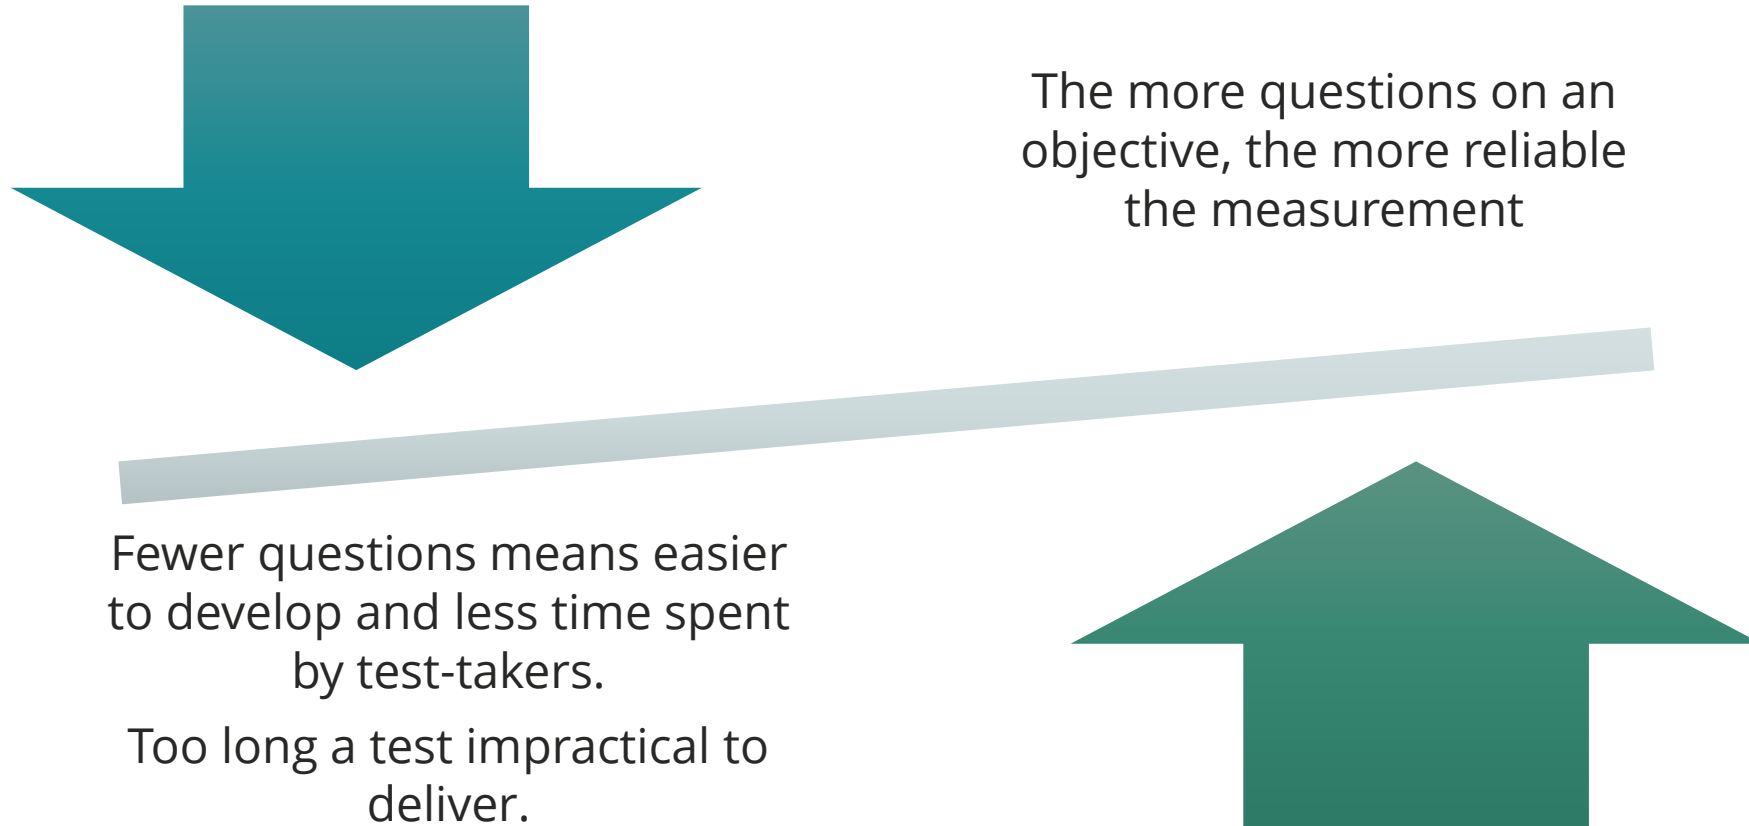 The more questions on an
objective, the more reliable
the measurement
Fewer questions means easier
to develop and less time spent
by test-takers.
Too long a test impractical to
deliver.